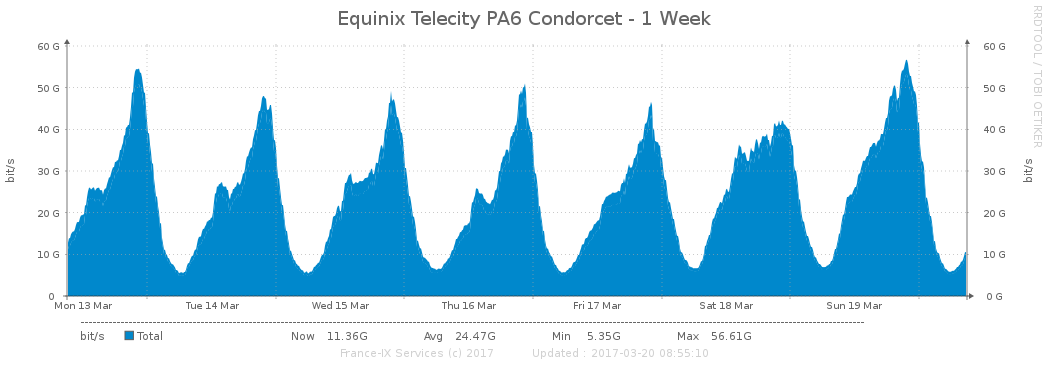 Equinix Telecity PA6 Condorcet - 1 Week
RRDTOOL / TOBI OETIKER
60 G 60 G
50 G 50 G
40 G 40 G
30 G 30 G
20 G 20 G
10 G 10 G
0 0 G
bit/s
bit/s
Mon 13 Mar Tue 14 Mar Wed 15 Mar Thu 16 Mar Fri 17 Mar Sat 18 Mar Sun 19 Mar
bit/s Total Now 11.36G Avg 24.47G Min 5.35G Max 56.61G
France-IX Services (c) 2017 Updated : 2017-03-20 08:55:10